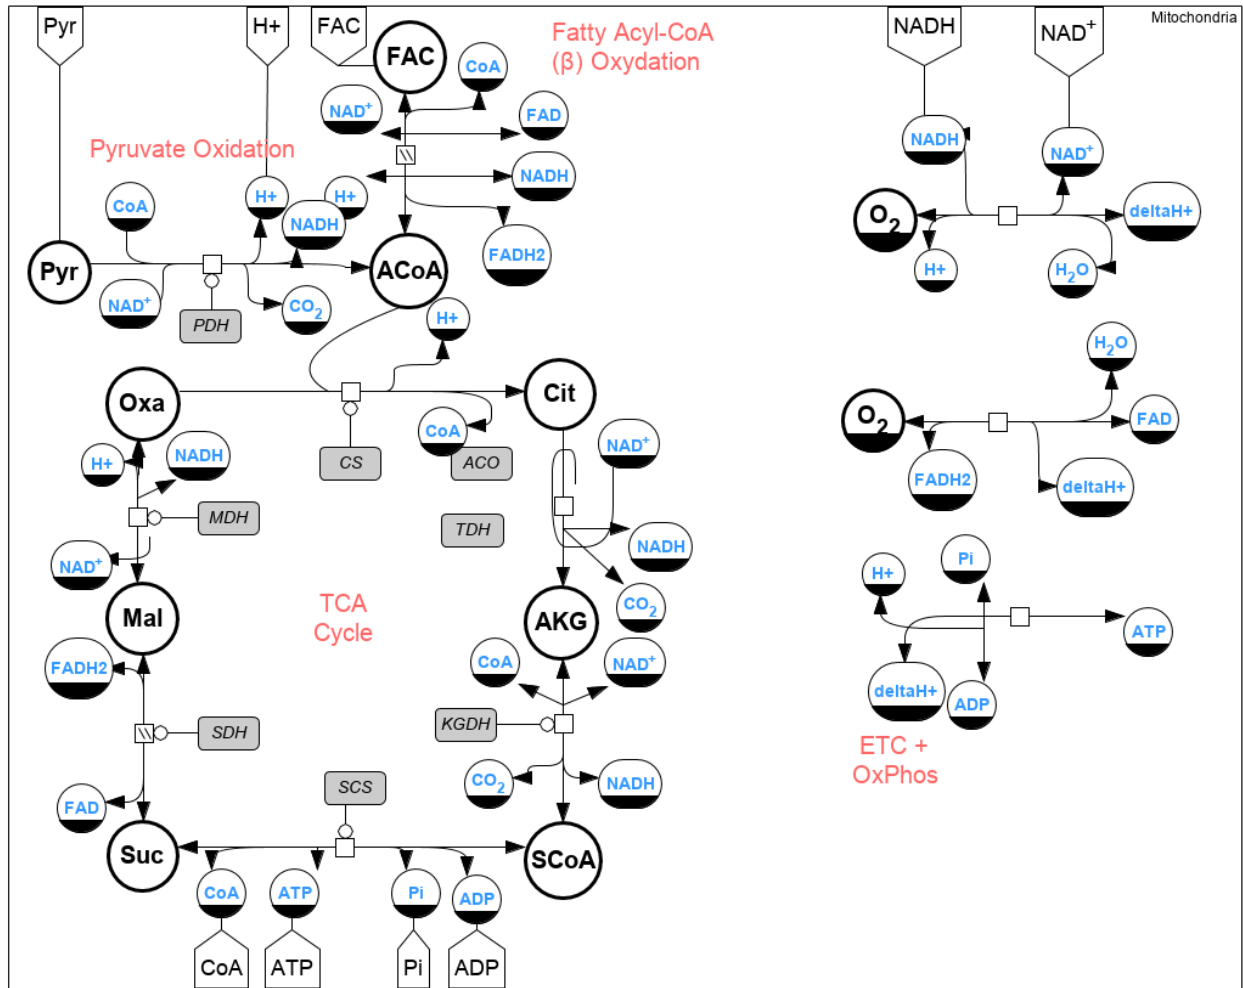 Pyr
H+
FAC
NADH
NAD+
Mitochondria
FAC
Fatty Acyl-CoA
(β) Oxydation
CoA
NAD+
FAD
Pyruvate Oxidation
NADH
NAD+
CoA
H+
H+
NADH
NADH
O2
deltaH+
Pyr
ACoA
FADH2
H+
H2O
NAD+
CO2
PDH
H+
Oxa
Cit
H2O
O2
FAD
H+
NADH
CoA
NAD+
CS
ACO
FADH2
deltaH+
MDH
TDH
NADH
NAD+
H+
Pi
Mal
TCA
Cycle
AKG
CO2
ATP
FADH2
CoA
NAD+
deltaH+
ADP
SDH
KGDH
ETC +
OxPhos
FAD
SCS
CO2
NADH
Suc
SCoA
CoA
ATP
Pi
ADP
CoA
ATP
Pi
ADP